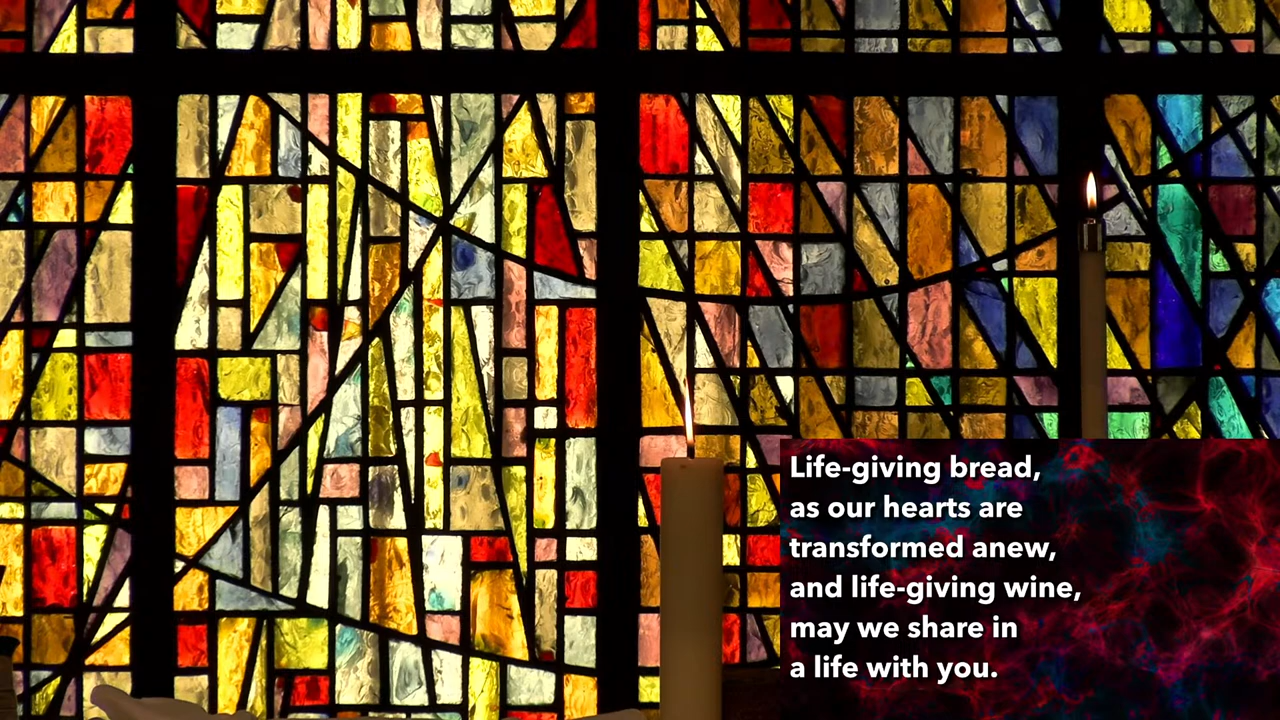 Life-giving bread,
as our hearts are
transformed anew,
and life-giving wine,
may we share in
a life with you.